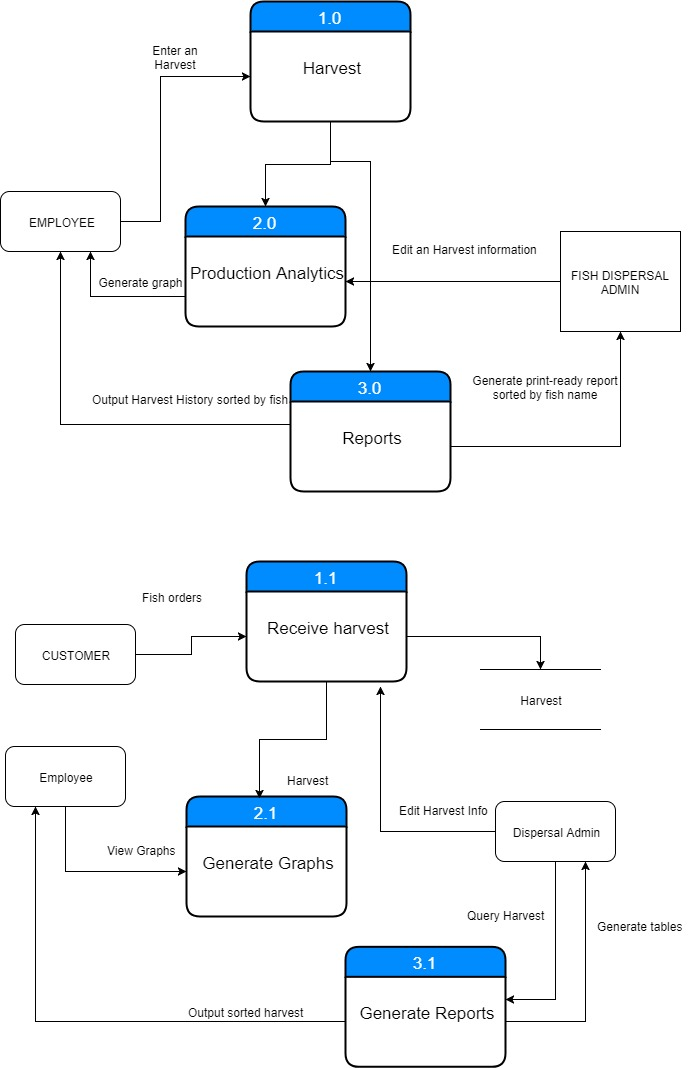 1.0
Harvest
Enter an
Harvest
EMPLOYEE
2.0
Production Analytics
Generate graph
Edit an Harvest information
FISH DISPERSAL
ADMIN
3.0
Reports
Output Harvest History sorted by fish
Generate print-ready report
sorted by fish name
1.1
Receive harvest
Fish orders
CUSTOMER
Harvest
Employee
Harvest
2.1
Generate Graphs
View Graphs
Edit Harvest Info
Dispersal Admin
Query Harvest
Generate tables
3.1
Generate Reports
Output sorted harvest